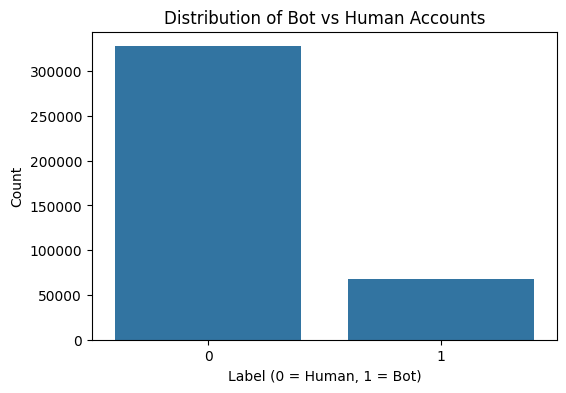 Distribution of Bot vs Human Accounts
300000
250000
200000
150000
100000
50000
0
Count
0 1
Label (0 = Human, 1 = Bot)